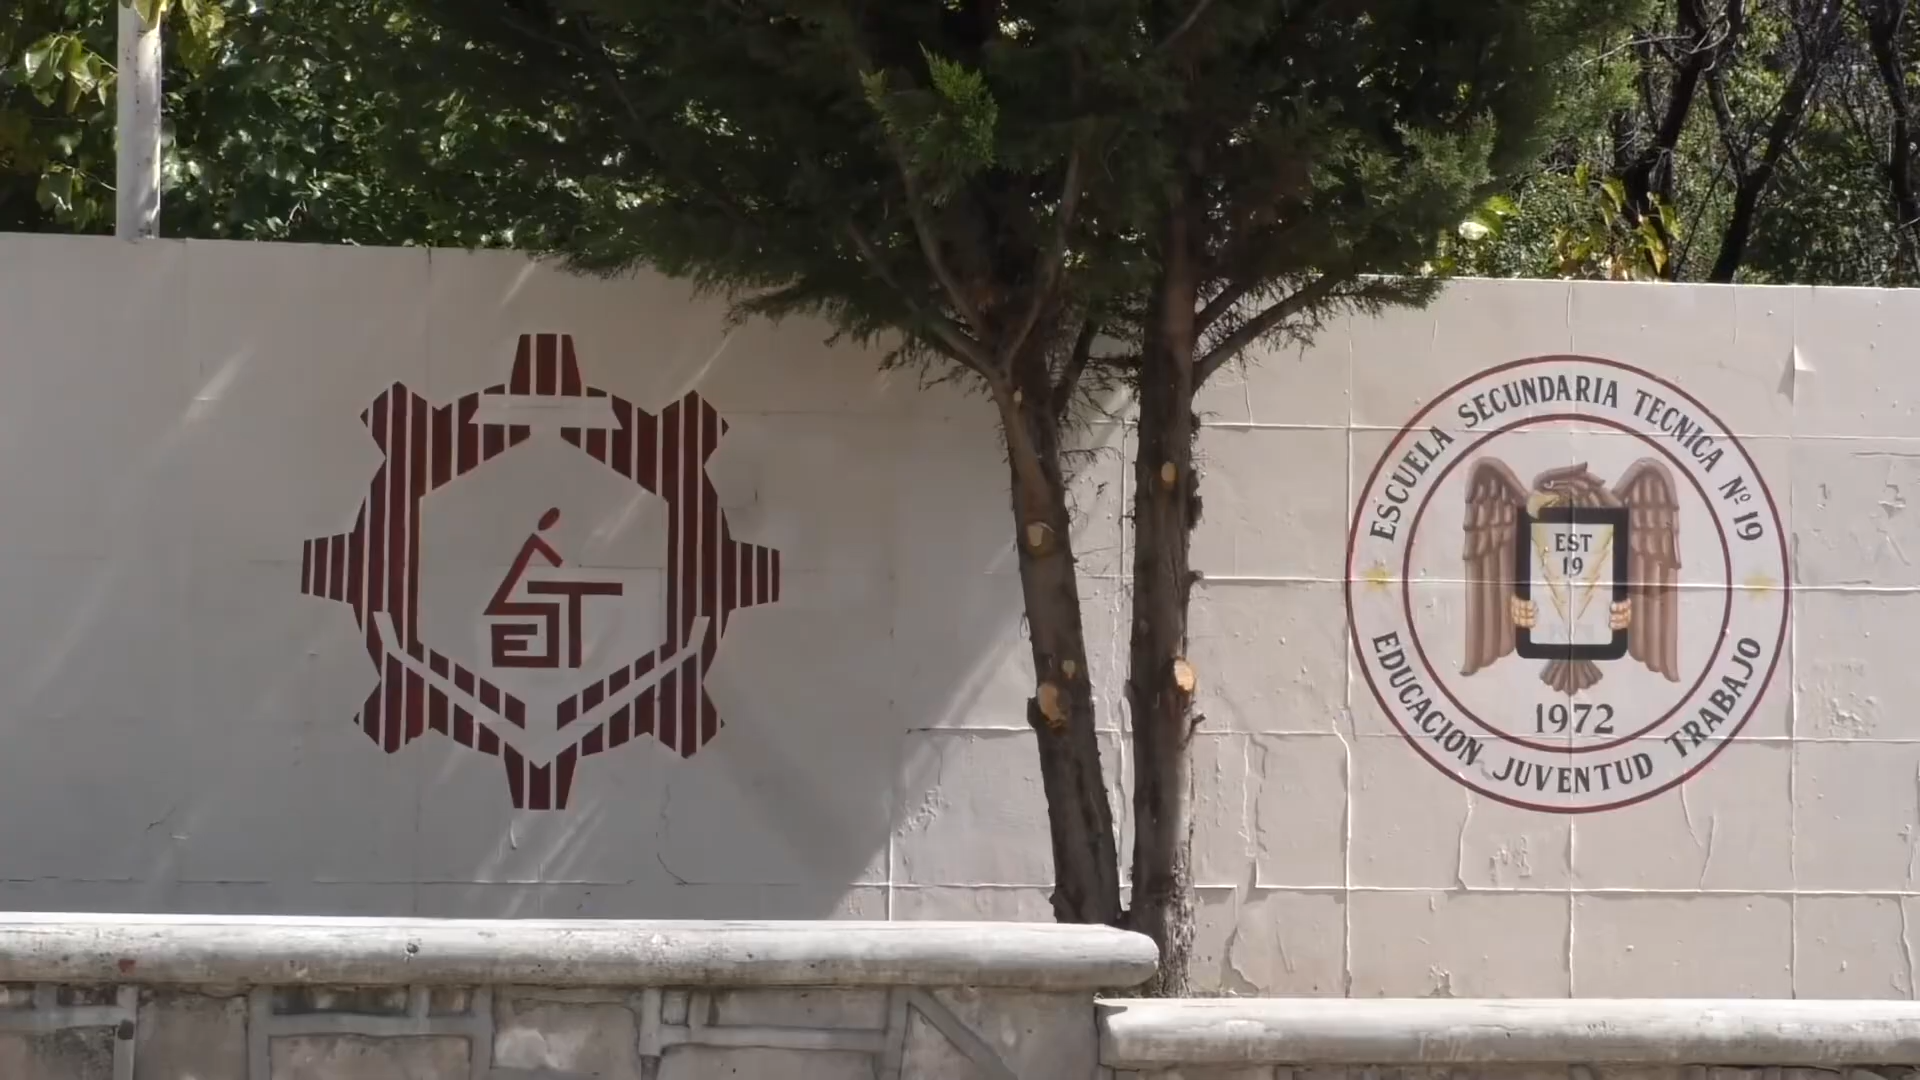 EST
ESCUELA SECUNDARIA TECNICA Nº 19
EST
19
1972
EDUCACION JUVENTUD TRABAJO